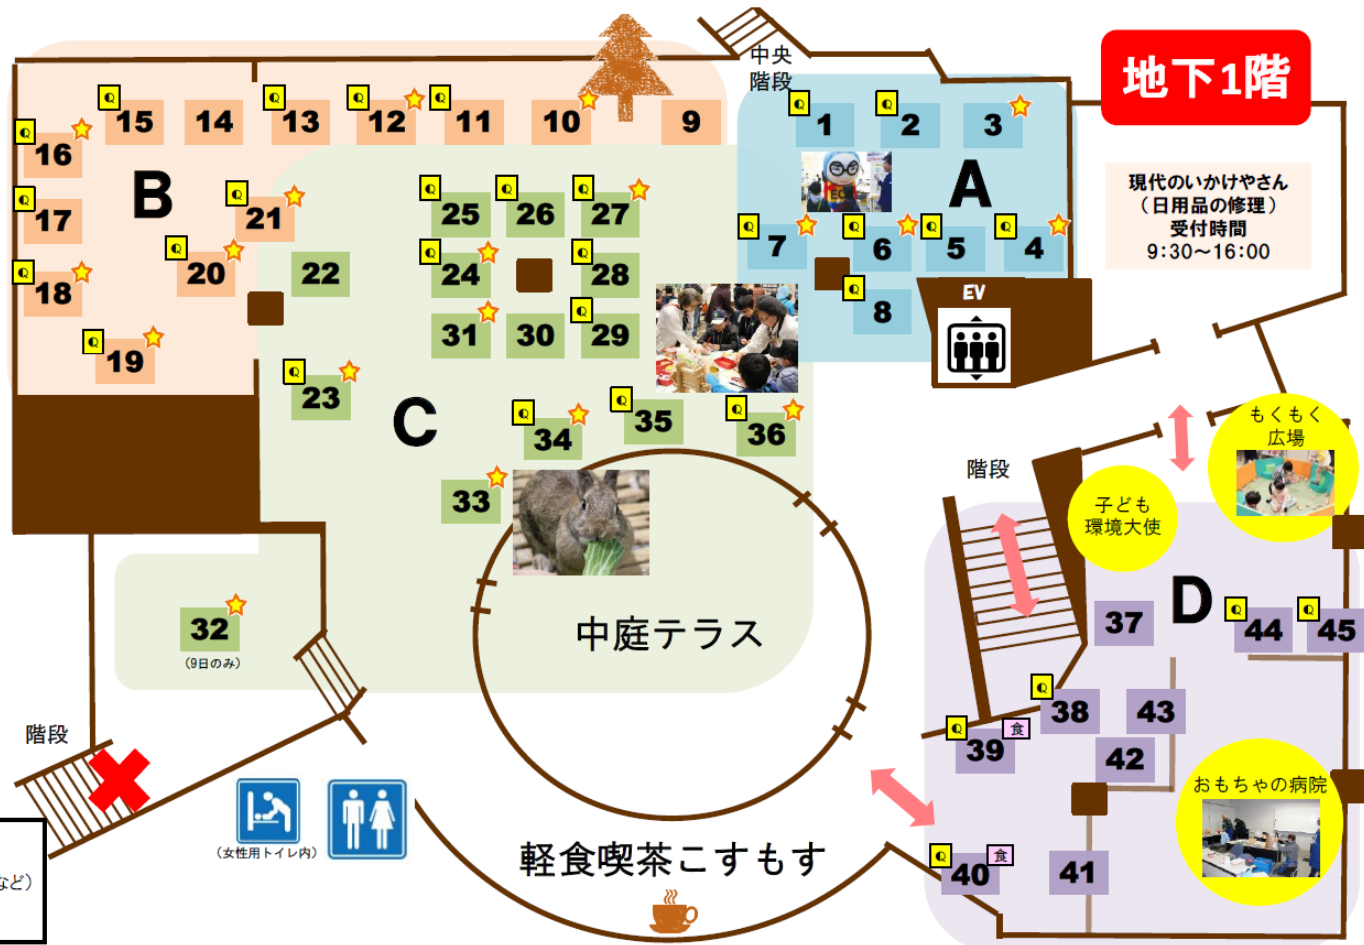 地下1階
中央
階段
現代のいかけやさん
（日用品の修理）
受付時間
9:30～16:00
A
Q
1
Q
2
3
Q
7
Q
6
Q
5
Q
4
Q
8
EV
B
Q
15
14
Q
13
Q
12
Q
11
10
9
Q
16
Q
17
Q
18
Q
19
Q
20
Q
21
C
22
Q
25
Q
26
Q
27
Q
24
Q
28
31
30
Q
29
Q
23
Q
34
Q
35
Q
36
33
32
（9日のみ）
中庭テラス
階段
もくもく
広場
子ども
環境大使
D
37
Q
44
Q
45
Q
38
43
Q
39
食
42
おもちゃの病院
Q
40
食
41
階段
（女性用トイレ内）
軽食喫茶こすもす
など）